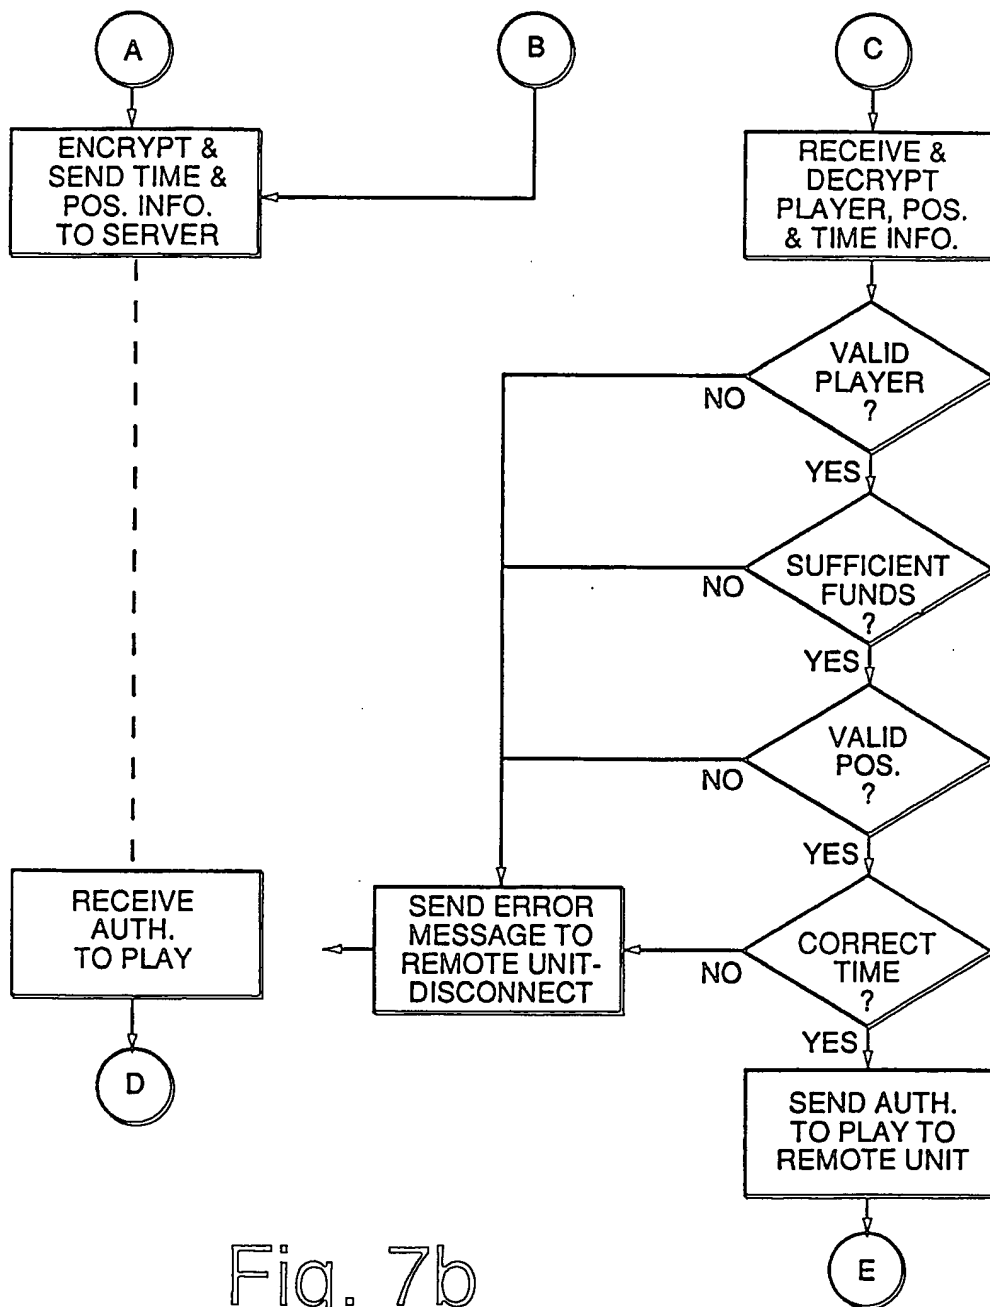 A
B
C
ENCRYPT &
SEND TIME &
POS. INFO.
TO SERVER
RECEIVE &
DECRYPT
PLAYER, POS.
& TIME INFO.
VALID
PLAYER
?
NO
YES
SUFFICIENT
FUNDS
?
NO
YES
VALID
POS.
?
NO
YES
RECEIVE
AUTH.
TO PLAY
SEND ERROR
MESSAGE TO
REMOTE UNIT-
DISCONNECT
CORRECT
TIME
?
NO
YES
D
SEND AUTH.
TO PLAY TO
REMOTE UNIT
E
Fig. 7b